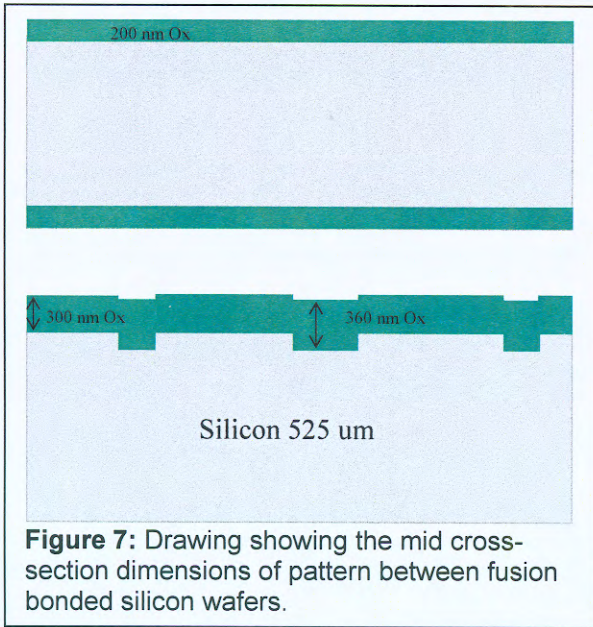 200 nm Ox
300 nm Ox
360 nm Ox
Silicon 525 um
Figure 7: Drawing showing the mid cross-
section dimensions of pattern between fusion
bonded silicon wafers.